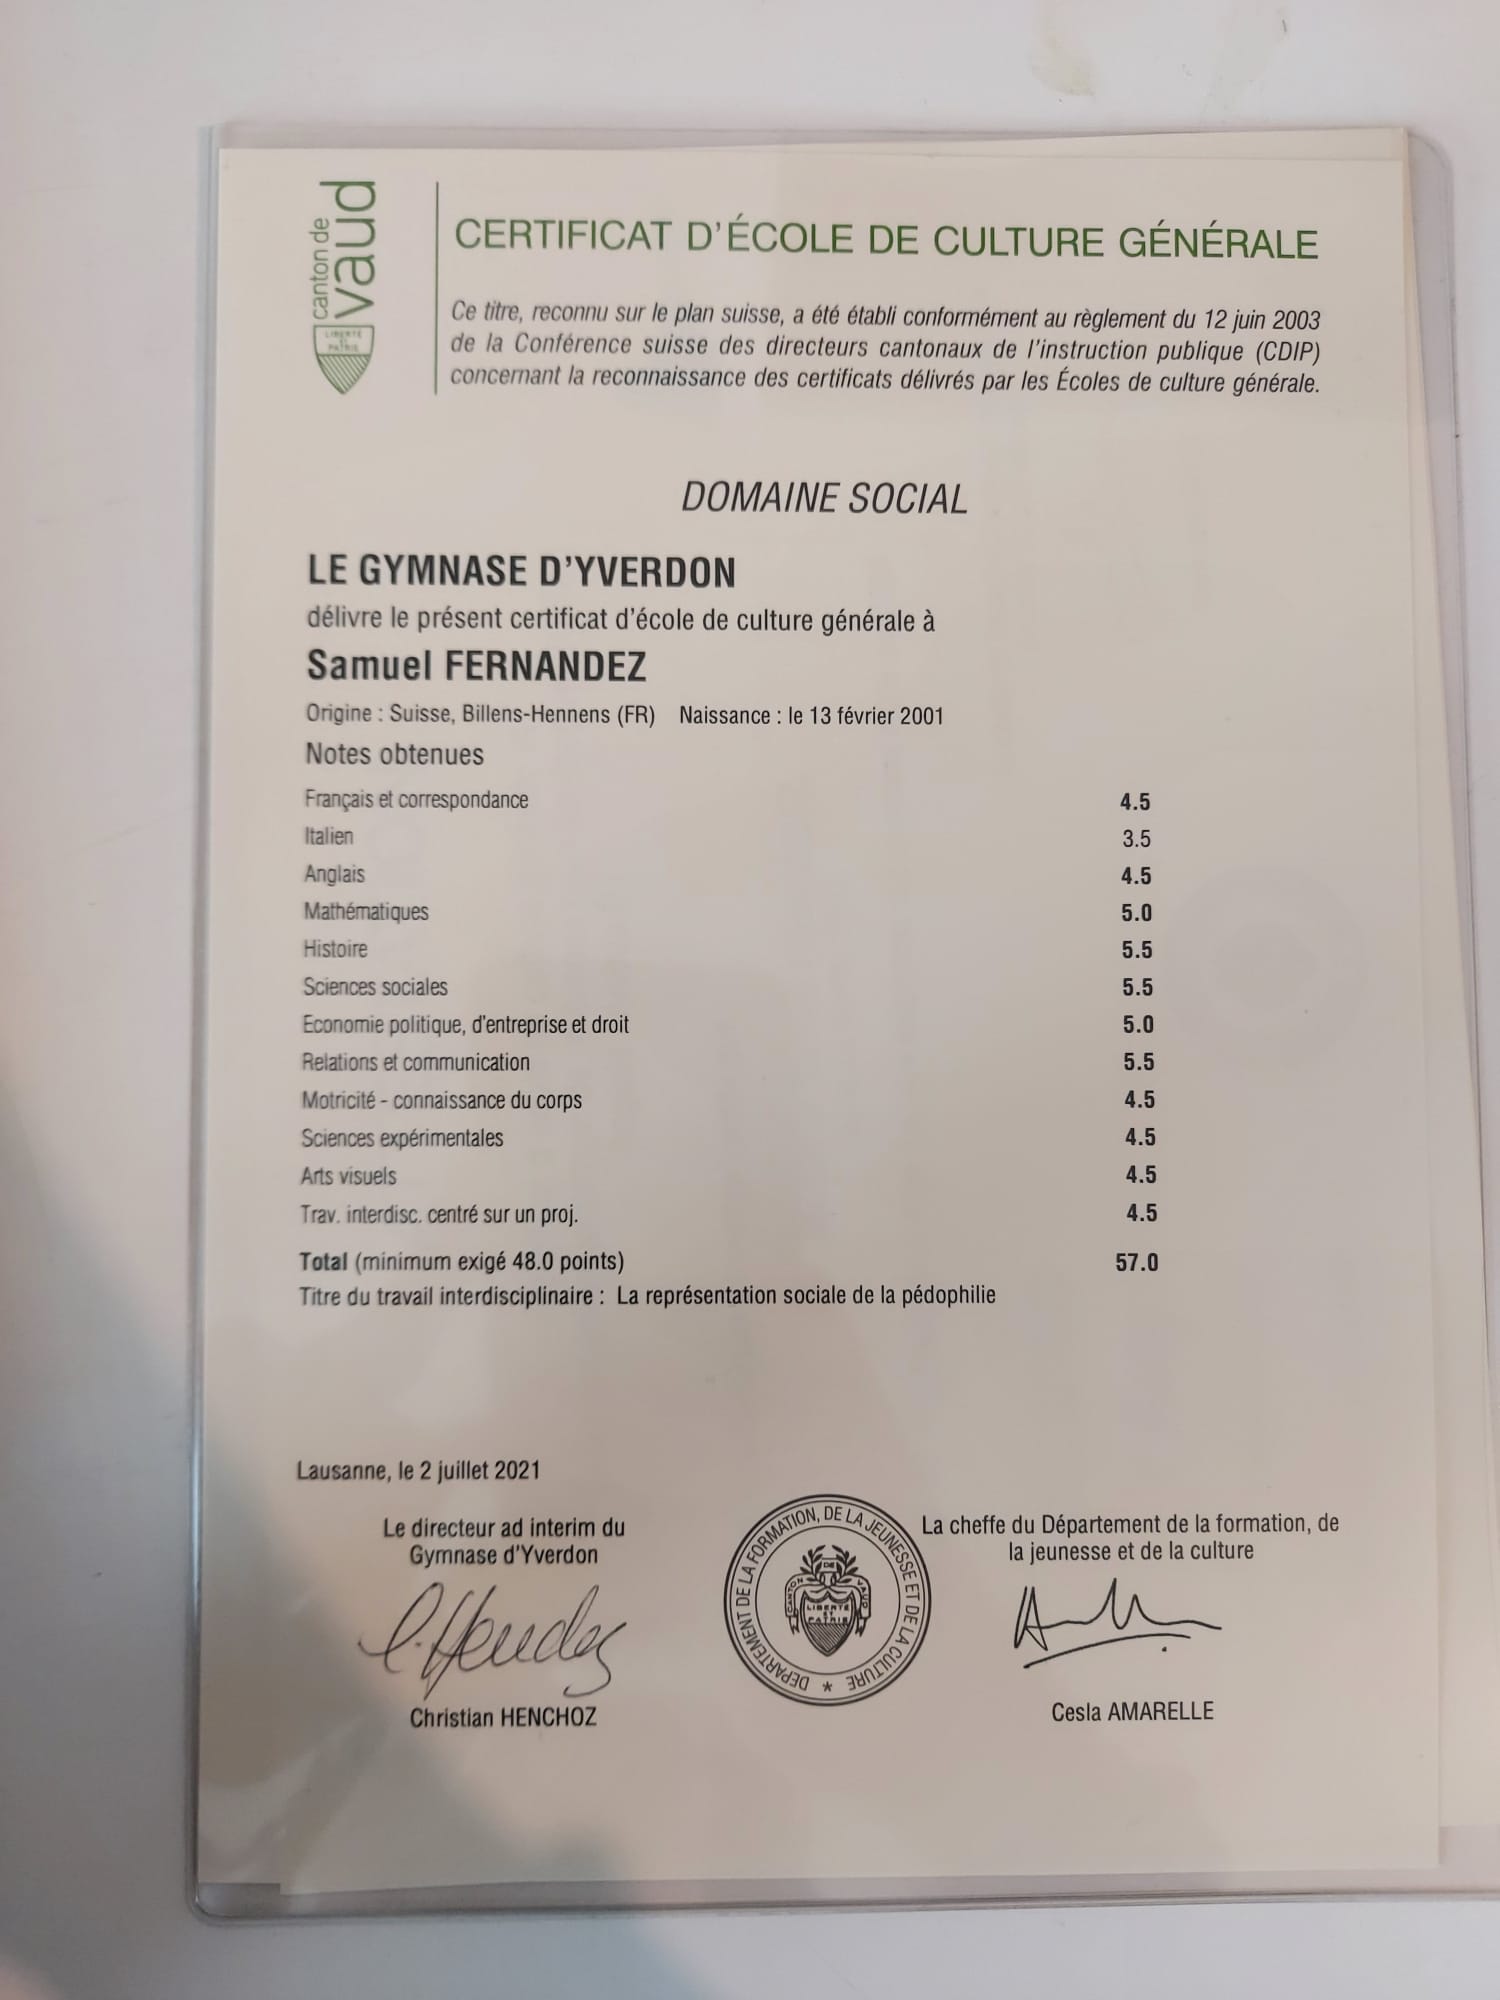 canton de
vaud
LIBERTÉ
ET
PATRIE
CERTIFICAT D'ÉCOLE DE CULTURE GÉNÉRALE
Ce titre, reconnu sur le plan suisse, a été établi conformément au règlement du 12 juin 2003
de la Conférence suisse des directeurs cantonaux de l'instruction publique (CDIP)
concernant la reconnaissance des certificats délivrés par les Écoles de culture générale.
DOMAINE SOCIAL
LE GYMNASE D'YVERDON
délivre le présent certificat d'école de culture générale à
Samuel FERNANDEZ
Origine : Suisse, Billens-Hennens (FR) Naissance : le 13 février 2001
Notes obtenues
Français et correspondance 4.5
Italien 3.5
Anglais 4.5
Mathématiques 5.0
Histoire 5.5
Sciences sociales 5.5
Economie politique, d'entreprise et droit 5.0
Relations et communication 5.5
Motricité - connaissance du corps 4.5
Sciences expérimentales 4.5
Arts visuels 4.5
Trav. interdisc. centré sur un proj. 4.5
Total (minimum exigé 48.0 points) 57.0
Titre du travail interdisciplinaire : La représentation sociale de la pédophilie
Lausanne, le 2 juillet 2021
Le directeur ad interim du
Gymnase d'Yverdon
Christian HENCHOZ
DÉPARTEMENT DE LA FORMATION, DE LA JEUNESSE ET DE LA CULTURE *
CANTON DE VAUD
LIBERTÉ
ET
PATRIE
La cheffe du Département de la formation, de
la jeunesse et de la culture
Cesla AMARELLE